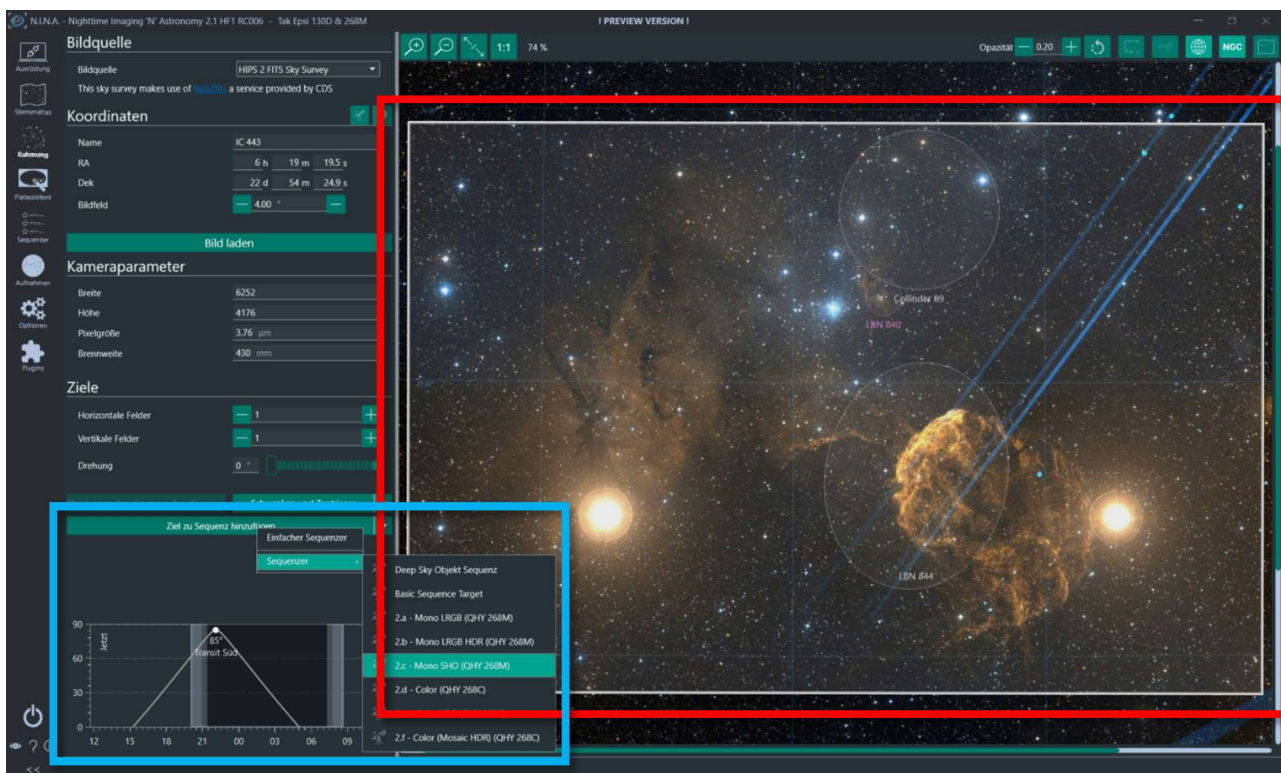 N.I.N.A. - Nighttime Imaging 'N' Astronomy 2.1 HF1 RC006 - Tak Epsi 130D & 268M
! PREVIEW VERSION !
Ausrüstung
Sternenatlas
Rahmung
Flatassistent
Sequenzer
Aufnahmen
Optionen
Plugins
<<
Bildquelle
Bildquelle HIPS 2 FITS Sky Survey
This sky survey makes use of hips2fits a service provided by CDS
Koordinaten
Name IC 443
RA 6 h 19 m 19.5 s
Dek 22 d 54 m 24.9 s
Bildfeld 4.00 °
Bild laden
Kameraparameter
Breite 6252
Höhe 4176
Pixelgröße 3.76 µm
Brennweite 430 mm
Ziele
Horizontale Felder 1
Vertikale Felder 1
Drehung 0 °
Ziel zu Sequenz hinzufügen
Einfacher Sequenzer
Sequenzer
Deep Sky Objekt Sequenz
Basic Sequence Target
2.a - Mono LRGB (QHY 268M)
2.b - Mono LRGB HDR (QHY 268M)
2.c - Mono SHO (QHY 268M)
2.d - Color (QHY 268C)
2.f - Color (Mosaic HDR) (QHY 268C)
90
60
30
0
Jetzt
85°
Transit Süd
12 15 18 21 00 03 06 09
1:1 74 %
Opazität 0.20
NGC
Collinder 89
LBN 840
LBN 844